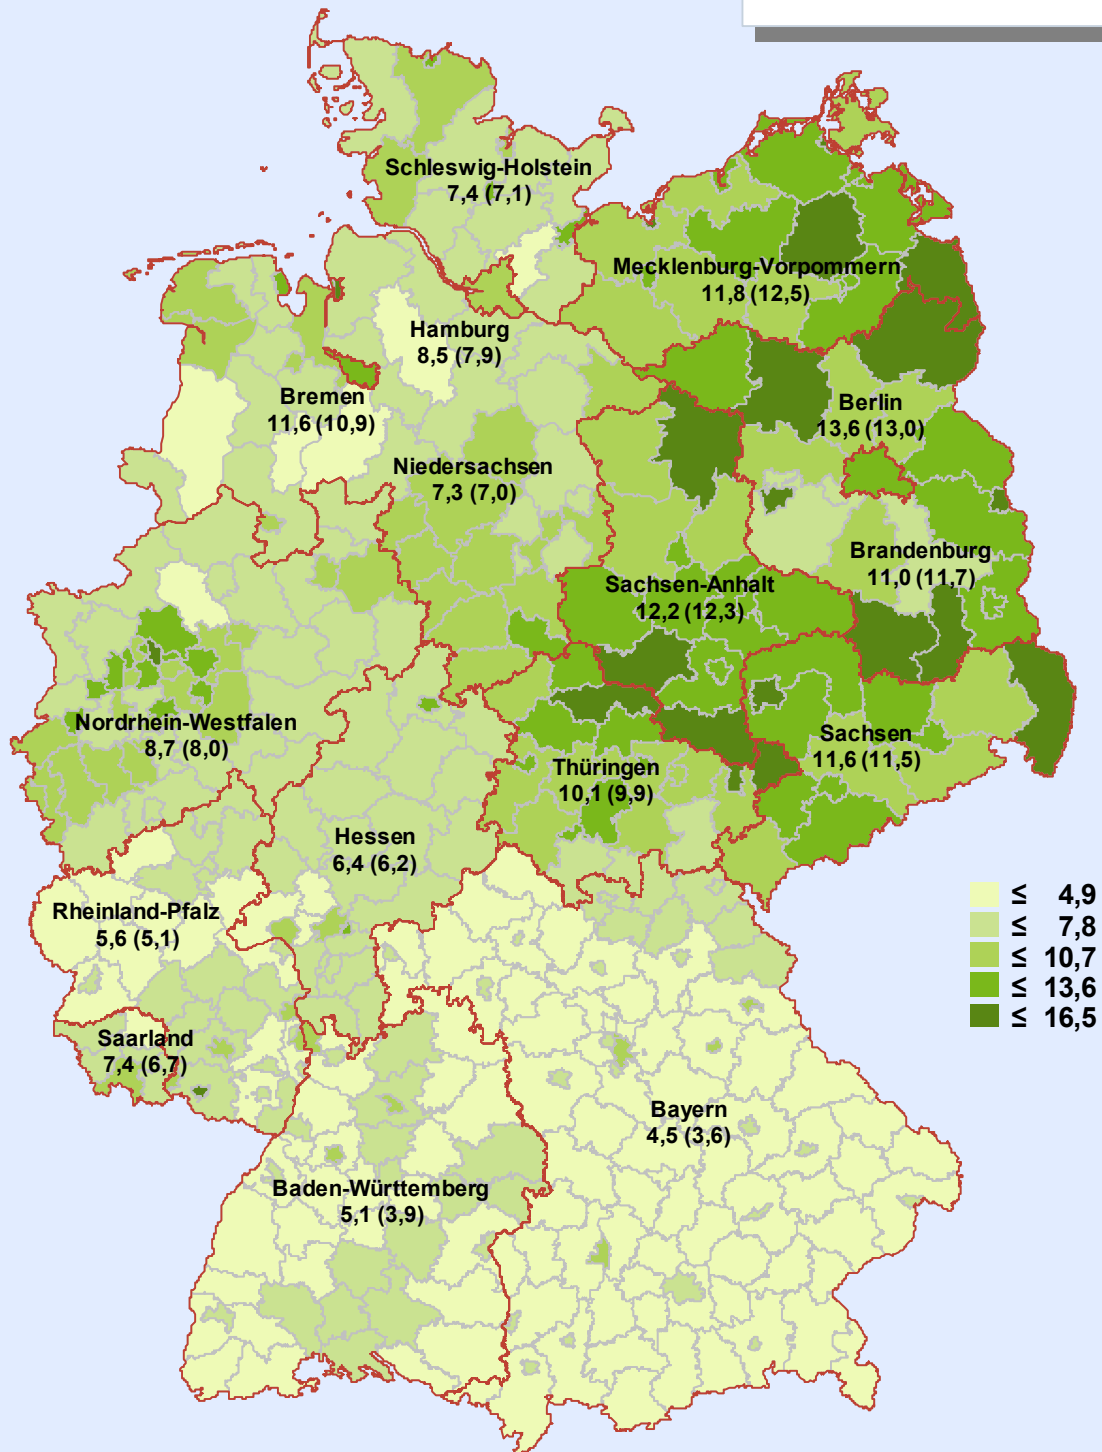 Schleswig-Holstein
7,4 (7,1)
Mecklenburg-Vorpommern
11,8 (12,5)
Hamburg
8,5 (7,9)
Bremen
11,6 (10,9)
Berlin
13,6 (13,0)
Niedersachsen
7,3 (7,0)
Brandenburg
11,0 (11,7)
Sachsen-Anhalt
12,2 (12,3)
Nordrhein-Westfalen
8,7 (8,0)
Sachsen
11,6 (11,5)
Thüringen
10,1 (9,9)
Hessen
6,4 (6,2)
Rheinland-Pfalz
5,6 (5,1)
Saarland
7,4 (6,7)
Bayern
4,5 (3,6)
Baden-Württemberg
5,1 (3,9)
≤ 4,9
≤ 7,8
≤ 10,7
≤ 13,6
≤ 16,5